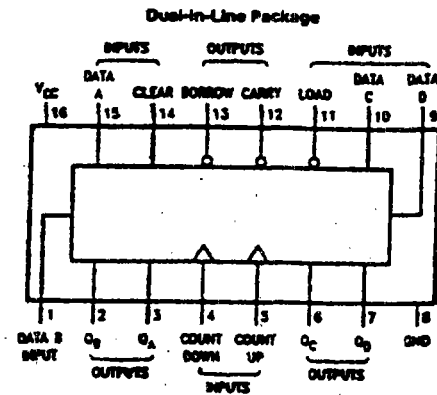 Dual-In-Line Package
INPUTS OUTPUTS INPUTS
DATA DATA DATA
VCC A CLEAR BORROW CARRY LOAD C D
16 15 14 13 12 11 10 9
1 2 3 4 5 6 7 8
DATA B QB QA COUNT COUNT QC QD GND
INPUT DOWN UP
OUTPUTS INPUTS OUTPUTS